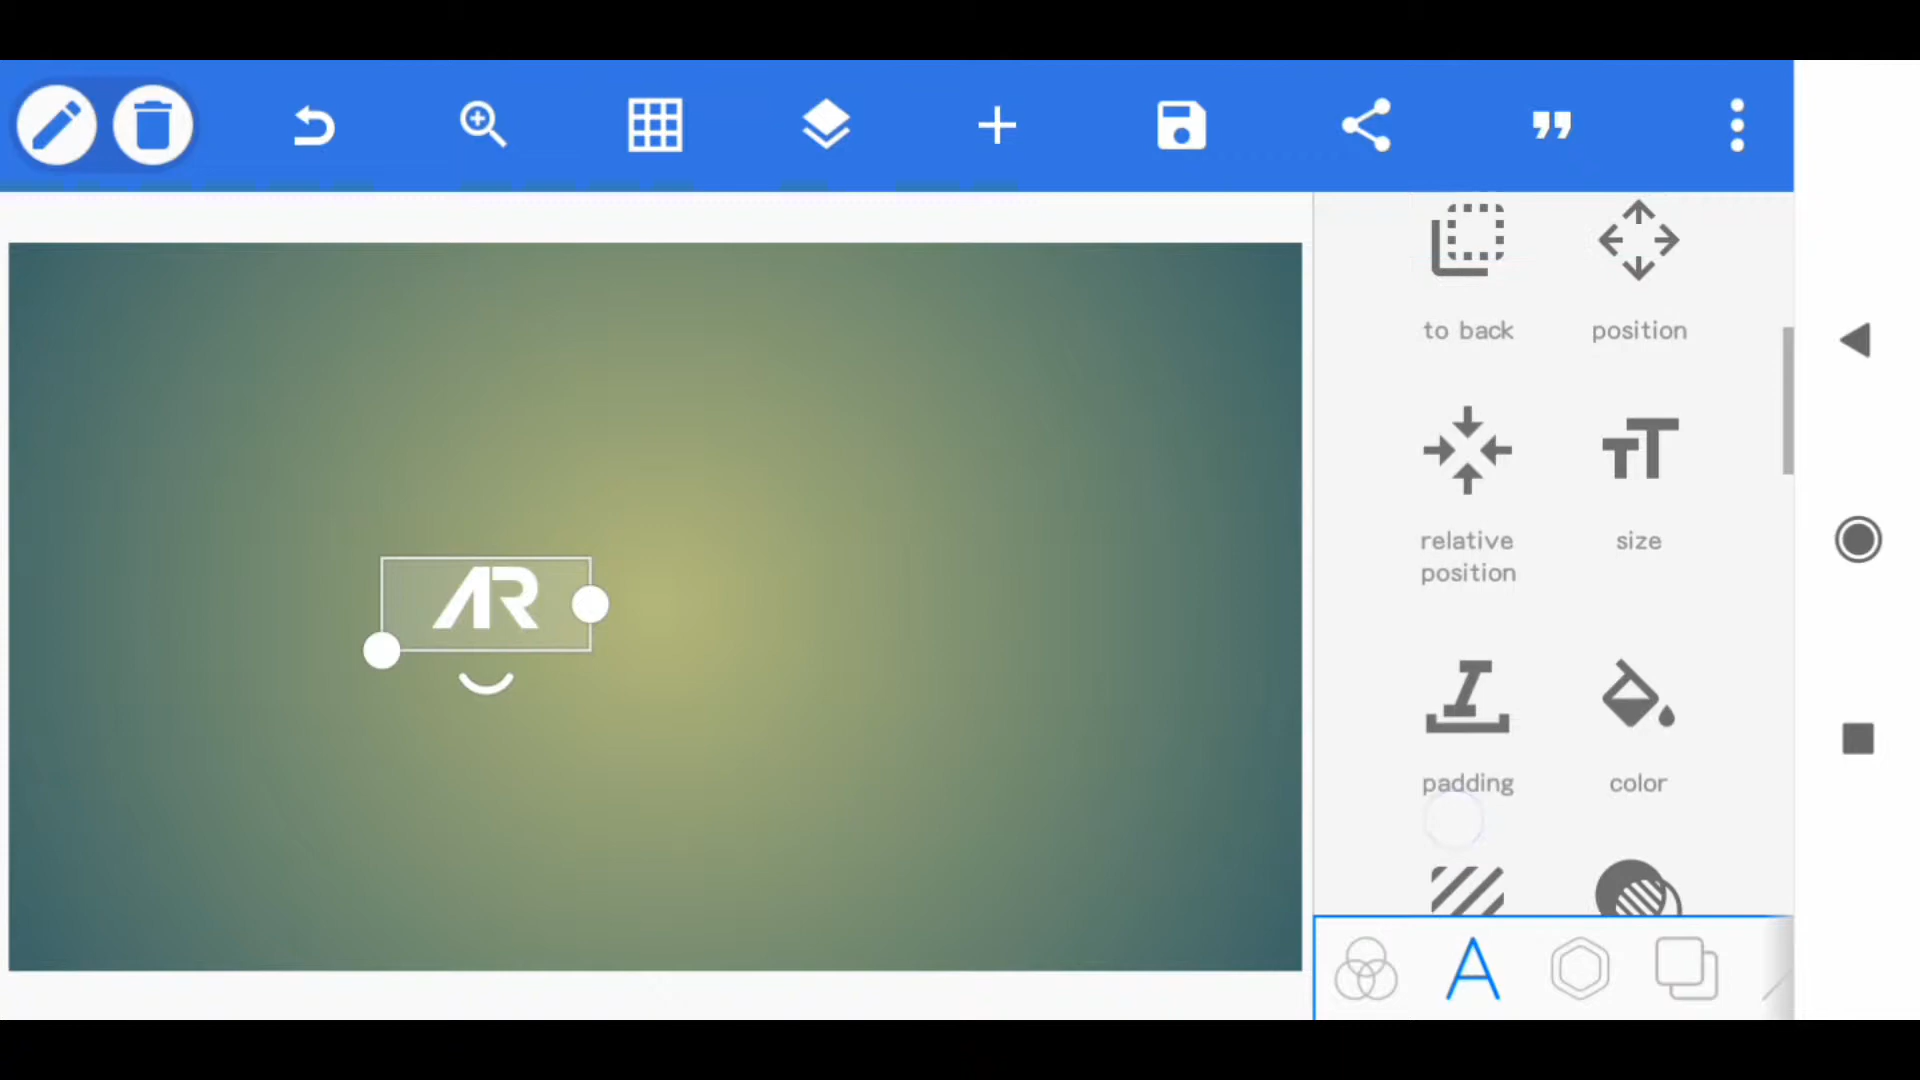 to back
position
AR
relative
position
size
padding
color